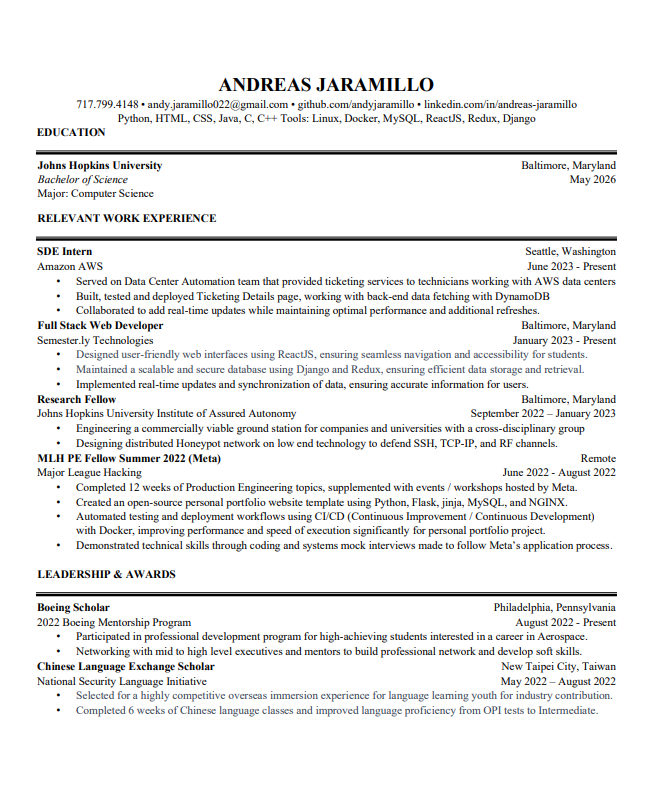 ANDREAS JARAMILLO
717.799.4148 • andy.jaramillo022@gmail.com • github.com/andyjaramillo • linkedin.com/in/andreas-jaramillo
Python, HTML, CSS, Java, C, C++ Tools: Linux, Docker, MySQL, ReactJS, Redux, Django
EDUCATION
Johns Hopkins University Baltimore, Maryland
Bachelor of Science May 2026
Major: Computer Science
RELEVANT WORK EXPERIENCE
SDE Intern Seattle, Washington
Amazon AWS June 2023 - Present
• Served on Data Center Automation team that provided ticketing services to technicians working with AWS data centers
• Built, tested and deployed Ticketing Details page, working with back-end data fetching with DynamoDB
• Collaborated to add real-time updates while maintaining optimal performance and additional refreshes.
Full Stack Web Developer Baltimore, Maryland
Semester.ly Technologies January 2023 - Present
• Designed user-friendly web interfaces using ReactJS, ensuring seamless navigation and accessibility for students.
• Maintained a scalable and secure database using Django and Redux, ensuring efficient data storage and retrieval.
• Implemented real-time updates and synchronization of data, ensuring accurate information for users.
Research Fellow Baltimore, Maryland
Johns Hopkins University Institute of Assured Autonomy September 2022 – January 2023
• Engineering a commercially viable ground station for companies and universities with a cross-disciplinary group
• Designing distributed Honeypot network on low end technology to defend SSH, TCP-IP, and RF channels.
MLH PE Fellow Summer 2022 (Meta) Remote
Major League Hacking June 2022 - August 2022
• Completed 12 weeks of Production Engineering topics, supplemented with events / workshops hosted by Meta.
• Created an open-source personal portfolio website template using Python, Flask, jinja, MySQL, and NGINX.
• Automated testing and deployment workflows using CI/CD (Continuous Improvement / Continuous Development)
with Docker, improving performance and speed of execution significantly for personal portfolio project.
• Demonstrated technical skills through coding and systems mock interviews made to follow Meta's application process.
LEADERSHIP & AWARDS
Boeing Scholar Philadelphia, Pennsylvania
2022 Boeing Mentorship Program August 2022 - Present
• Participated in professional development program for high-achieving students interested in a career in Aerospace.
• Networking with mid to high level executives and mentors to build professional network and develop soft skills.
Chinese Language Exchange Scholar New Taipei City, Taiwan
National Security Language Initiative May 2022 – August 2022
• Selected for a highly competitive overseas immersion experience for language learning youth for industry contribution.
• Completed 6 weeks of Chinese language classes and improved language proficiency from OPI tests to Intermediate.